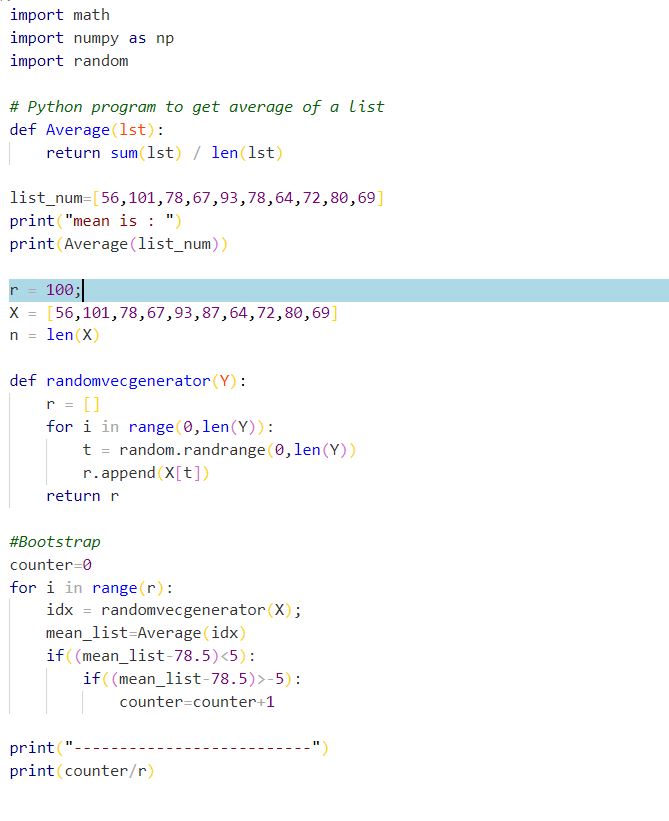 import math
import numpy as np
import random
# Python program to get average of a list
def Average(lst):
return sum(lst) / len(lst)
list_num=[56,101,78,67,93,78,64,72,80,69]
print("mean is : ")
print(Average(list_num))
r = 100;
X = [56,101,78,67,93,87,64,72,80,69]
n = len(X)
def randomvecgenerator(Y):
r = []
for i in range(0,len(Y)):
t = random.randrange(0,len(Y))
r.append(X[t])
return r
#Bootstrap
counter=0
for i in range(r):
idx = randomvecgenerator(X);
mean_list=Average(idx)
if((mean_list-78.5)<5):
if((mean_list-78.5)>-5):
counter=counter+1
print("--------------------------")
print(counter/r)